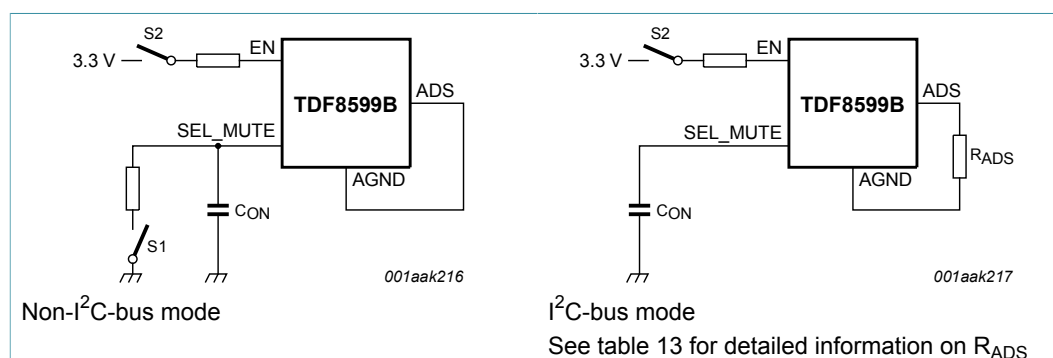 S2
3.3 V
EN
TDF8599B
ADS
SEL_MUTE
AGND
CON
S1
001aak216
Non-I2C-bus mode
S2
3.3 V
EN
TDF8599B
ADS
SEL_MUTE
RADS
AGND
CON
001aak217
I2C-bus mode
See table 13 for detailed information on RADS